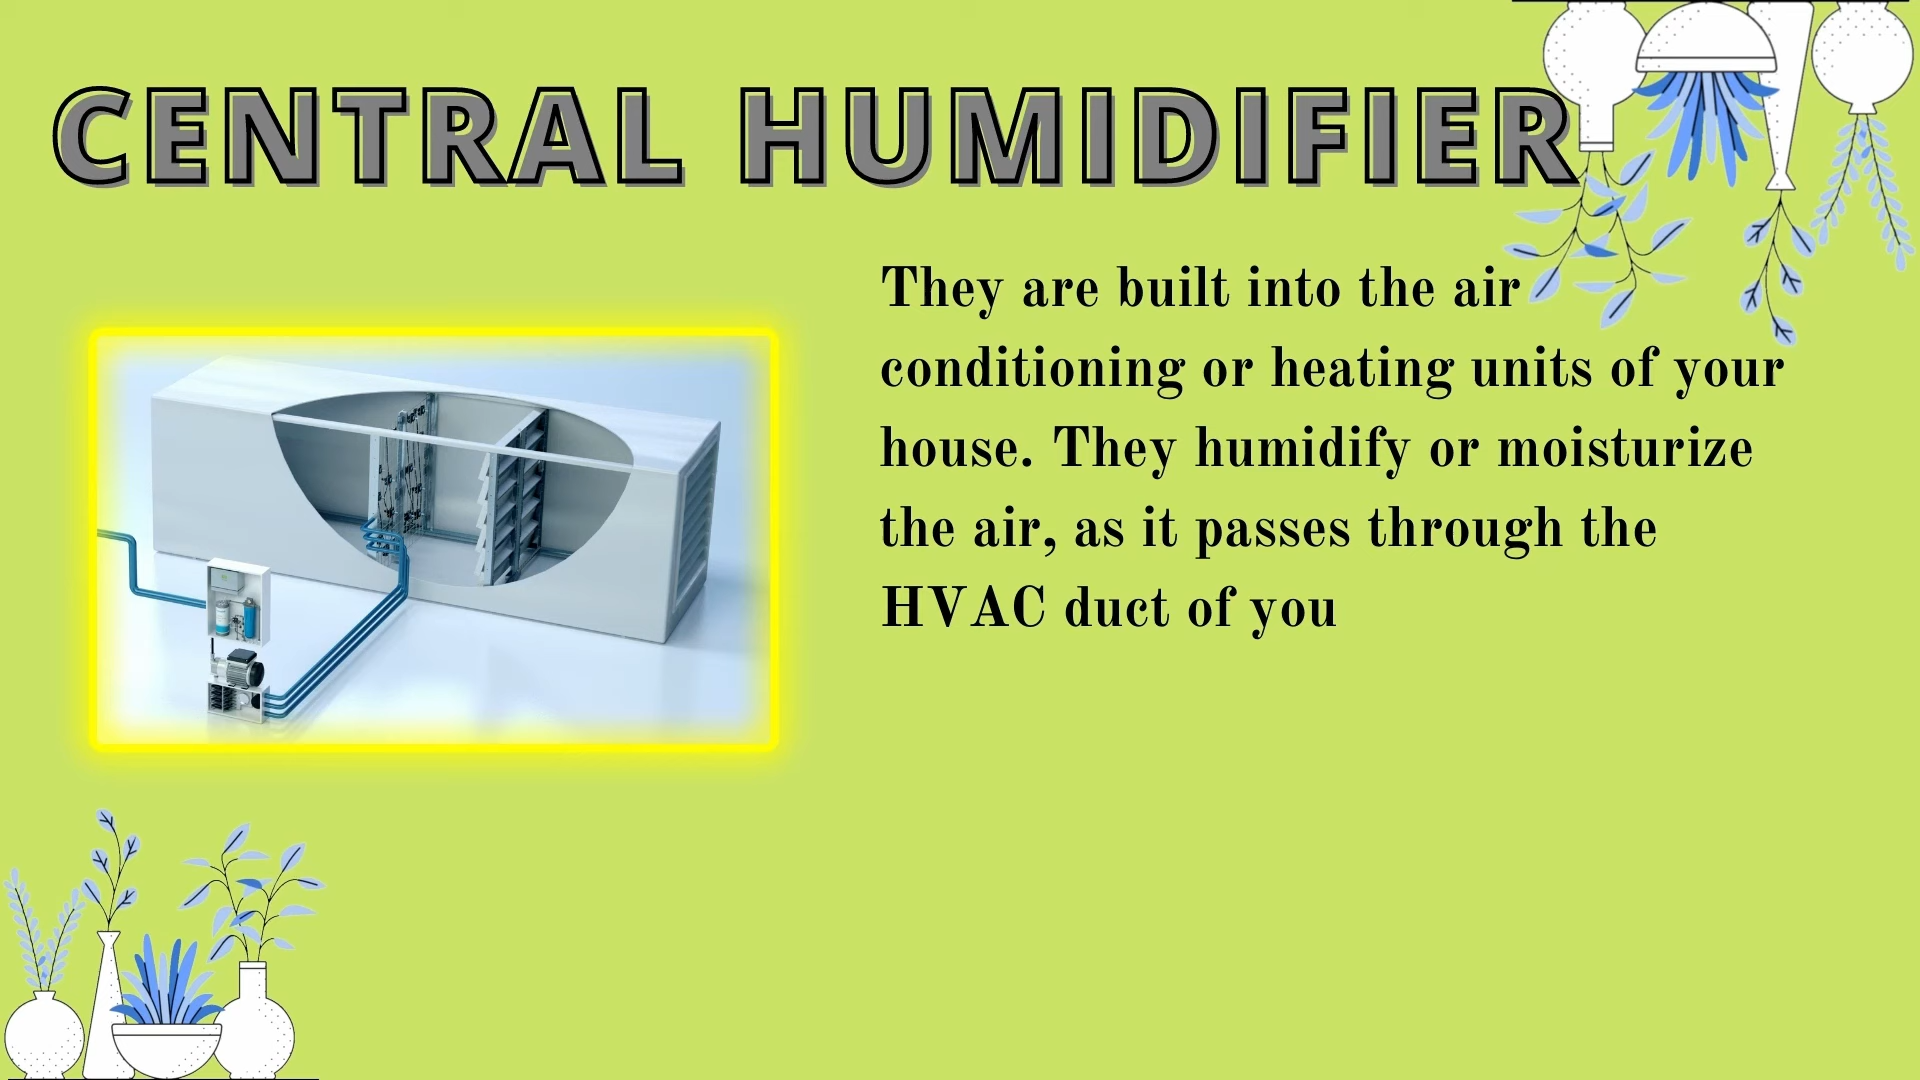 CENTRAL HUMIDIFIER
They are built into the air
conditioning or heating units of your
house. They humidify or moisturize
the air, as it passes through the
HVAC duct of you